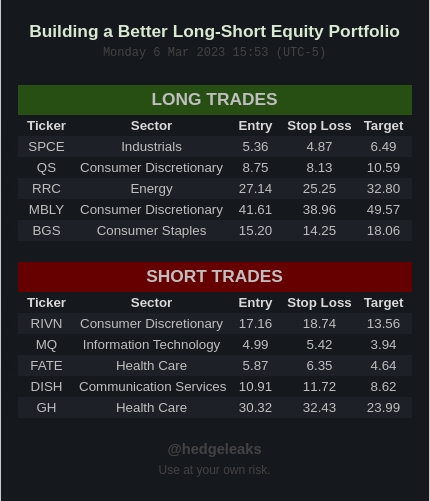 Building a Better Long-Short Equity Portfolio
Monday 6 Mar 2023 15:53 (UTC-5)
LONG TRADES
Ticker Sector Entry Stop Loss Target
SPCE Industrials 5.36 4.87 6.49
QS Consumer Discretionary 8.75 8.13 10.59
RRC Energy 27.14 25.25 32.80
MBLY Consumer Discretionary 41.61 38.96 49.57
BGS Consumer Staples 15.20 14.25 18.06
SHORT TRADES
Ticker Sector Entry Stop Loss Target
RIVN Consumer Discretionary 17.16 18.74 13.56
MQ Information Technology 4.99 5.42 3.94
FATE Health Care 5.87 6.35 4.64
DISH Communication Services 10.91 11.72 8.62
GH Health Care 30.32 32.43 23.99
@hedgeleaks
Use at your own risk.